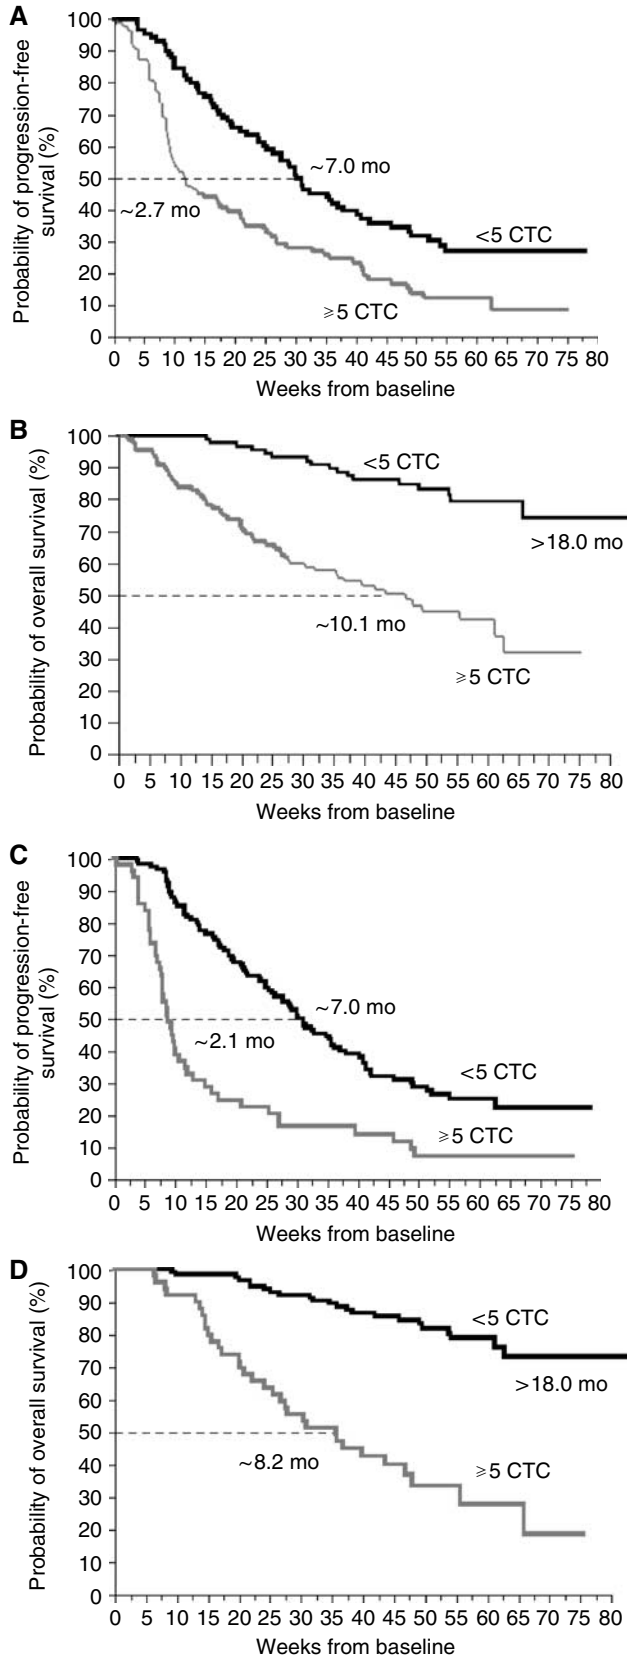 A
Probability of progression-free
survival (%)
100
90
80
70
60
50
40
30
20
10
0
~7.0 mo
~2.7 mo
<5 CTC
⩾5 CTC
0 5 10 15 20 25 30 35 40 45 50 55 60 65 70 75 80
Weeks from baseline
B
Probability of overall survival (%)
100
90
80
70
60
50
40
30
20
10
0
<5 CTC
>18.0 mo
~10.1 mo
⩾5 CTC
0 5 10 15 20 25 30 35 40 45 50 55 60 65 70 75 80
Weeks from baseline
C
Probability of progression-free
survival (%)
100
90
80
70
60
50
40
30
20
10
0
~7.0 mo
~2.1 mo
<5 CTC
⩾5 CTC
0 5 10 15 20 25 30 35 40 45 50 55 60 65 70 75 80
Weeks from baseline
D
Probability of overall survival (%)
100
90
80
70
60
50
40
30
20
10
0
<5 CTC
>18.0 mo
~8.2 mo
⩾5 CTC
0 5 10 15 20 25 30 35 40 45 50 55 60 65 70 75 80
Weeks from baseline